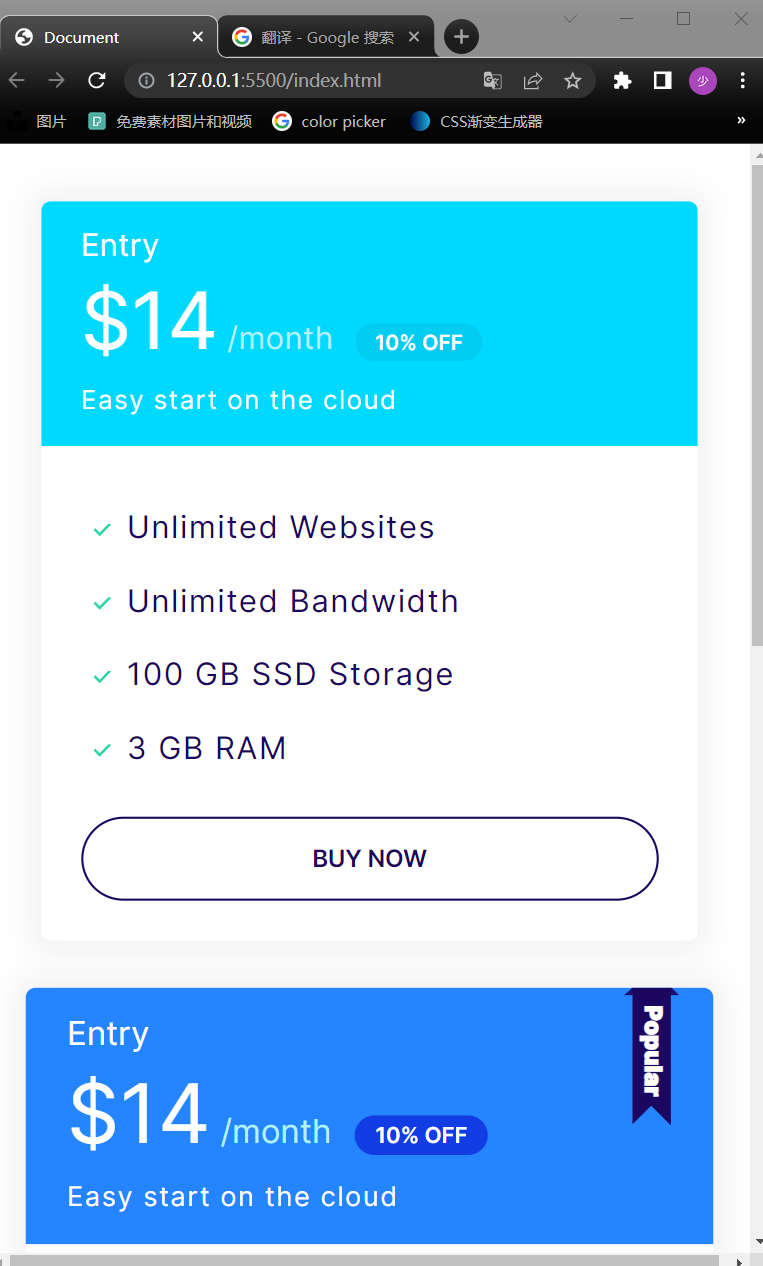 Document
翻译 - Google 搜索
127.0.0.1:5500/index.html
少
图片
免费素材图片和视频
color picker
CSS渐变生成器
»
Entry
$14 /month 10% OFF
Easy start on the cloud
Unlimited Websites
Unlimited Bandwidth
100 GB SSD Storage
3 GB RAM
BUY NOW
Popular
Entry
$14 /month 10% OFF
Easy start on the cloud